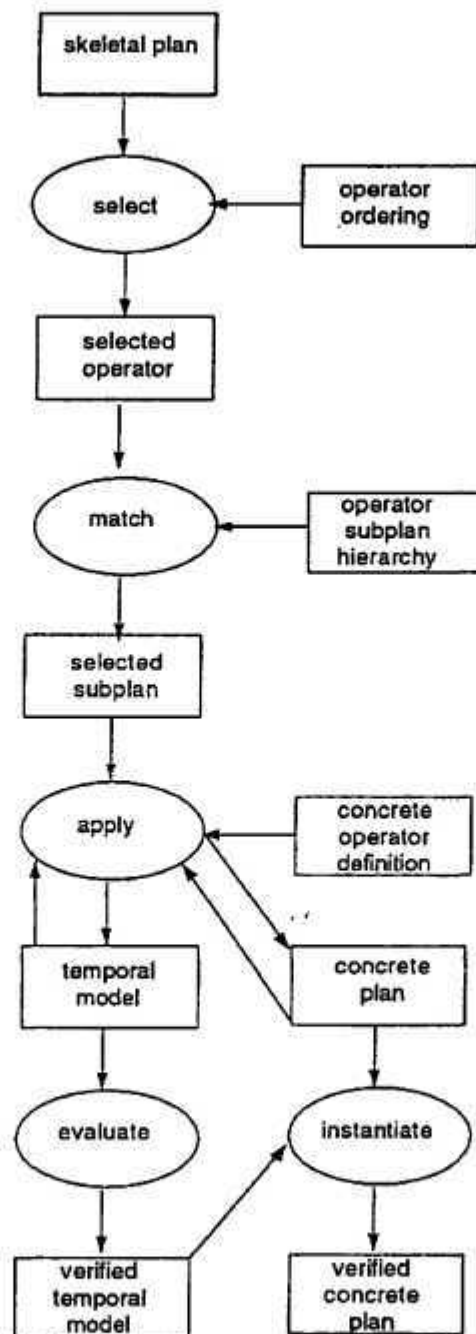 skeletal plan
select
operator
ordering
selected
operator
match
operator
subplan
hierarchy
selected
subplan
apply
concrete
operator
definition
temporal
model
concrete
plan
evaluate
instantiate
verified
temporal
model
verified
concrete
plan